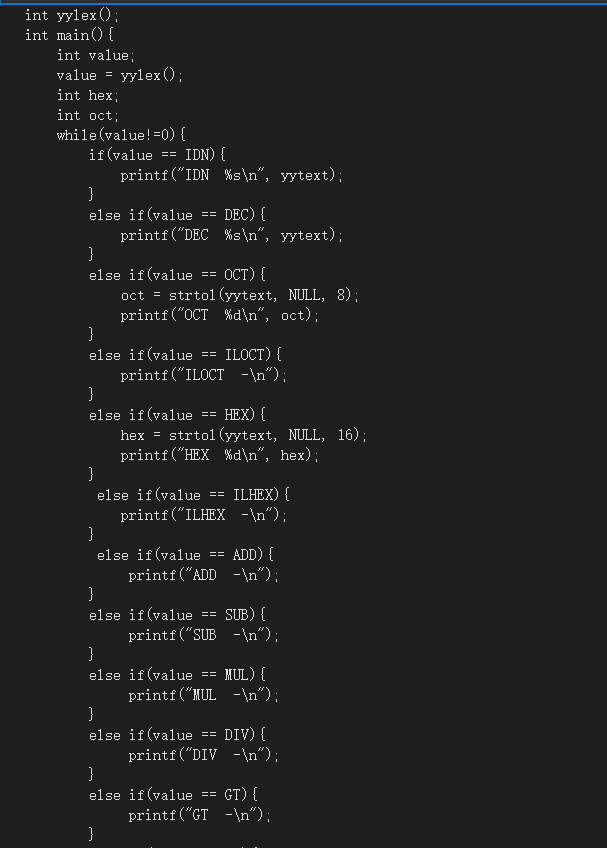 int yylex();
int main(){
    int value;
    value = yylex();
    int hex;
    int oct;
    while(value!=0){
        if(value == IDN){
            printf("IDN  %s\n", yytext);
        }
        else if(value == DEC){
            printf("DEC  %s\n", yytext);
        }
        else if(value == OCT){
            oct = strtol(yytext, NULL, 8);
            printf("OCT  %d\n", oct);
        }
        else if(value == ILOCT){
            printf("ILOCT  -\n");
        }
        else if(value == HEX){
            hex = strtol(yytext, NULL, 16);
            printf("HEX  %d\n", hex);
        }
         else if(value == ILHEX){
            printf("ILHEX  -\n");
        }
         else if(value == ADD){
             printf("ADD  -\n");
        }
        else if(value == SUB){
             printf("SUB  -\n");
        }
        else if(value == MUL){
             printf("MUL  -\n");
        }
        else if(value == DIV){
             printf("DIV  -\n");
        }
        else if(value == GT){
             printf("GT  -\n");
        }